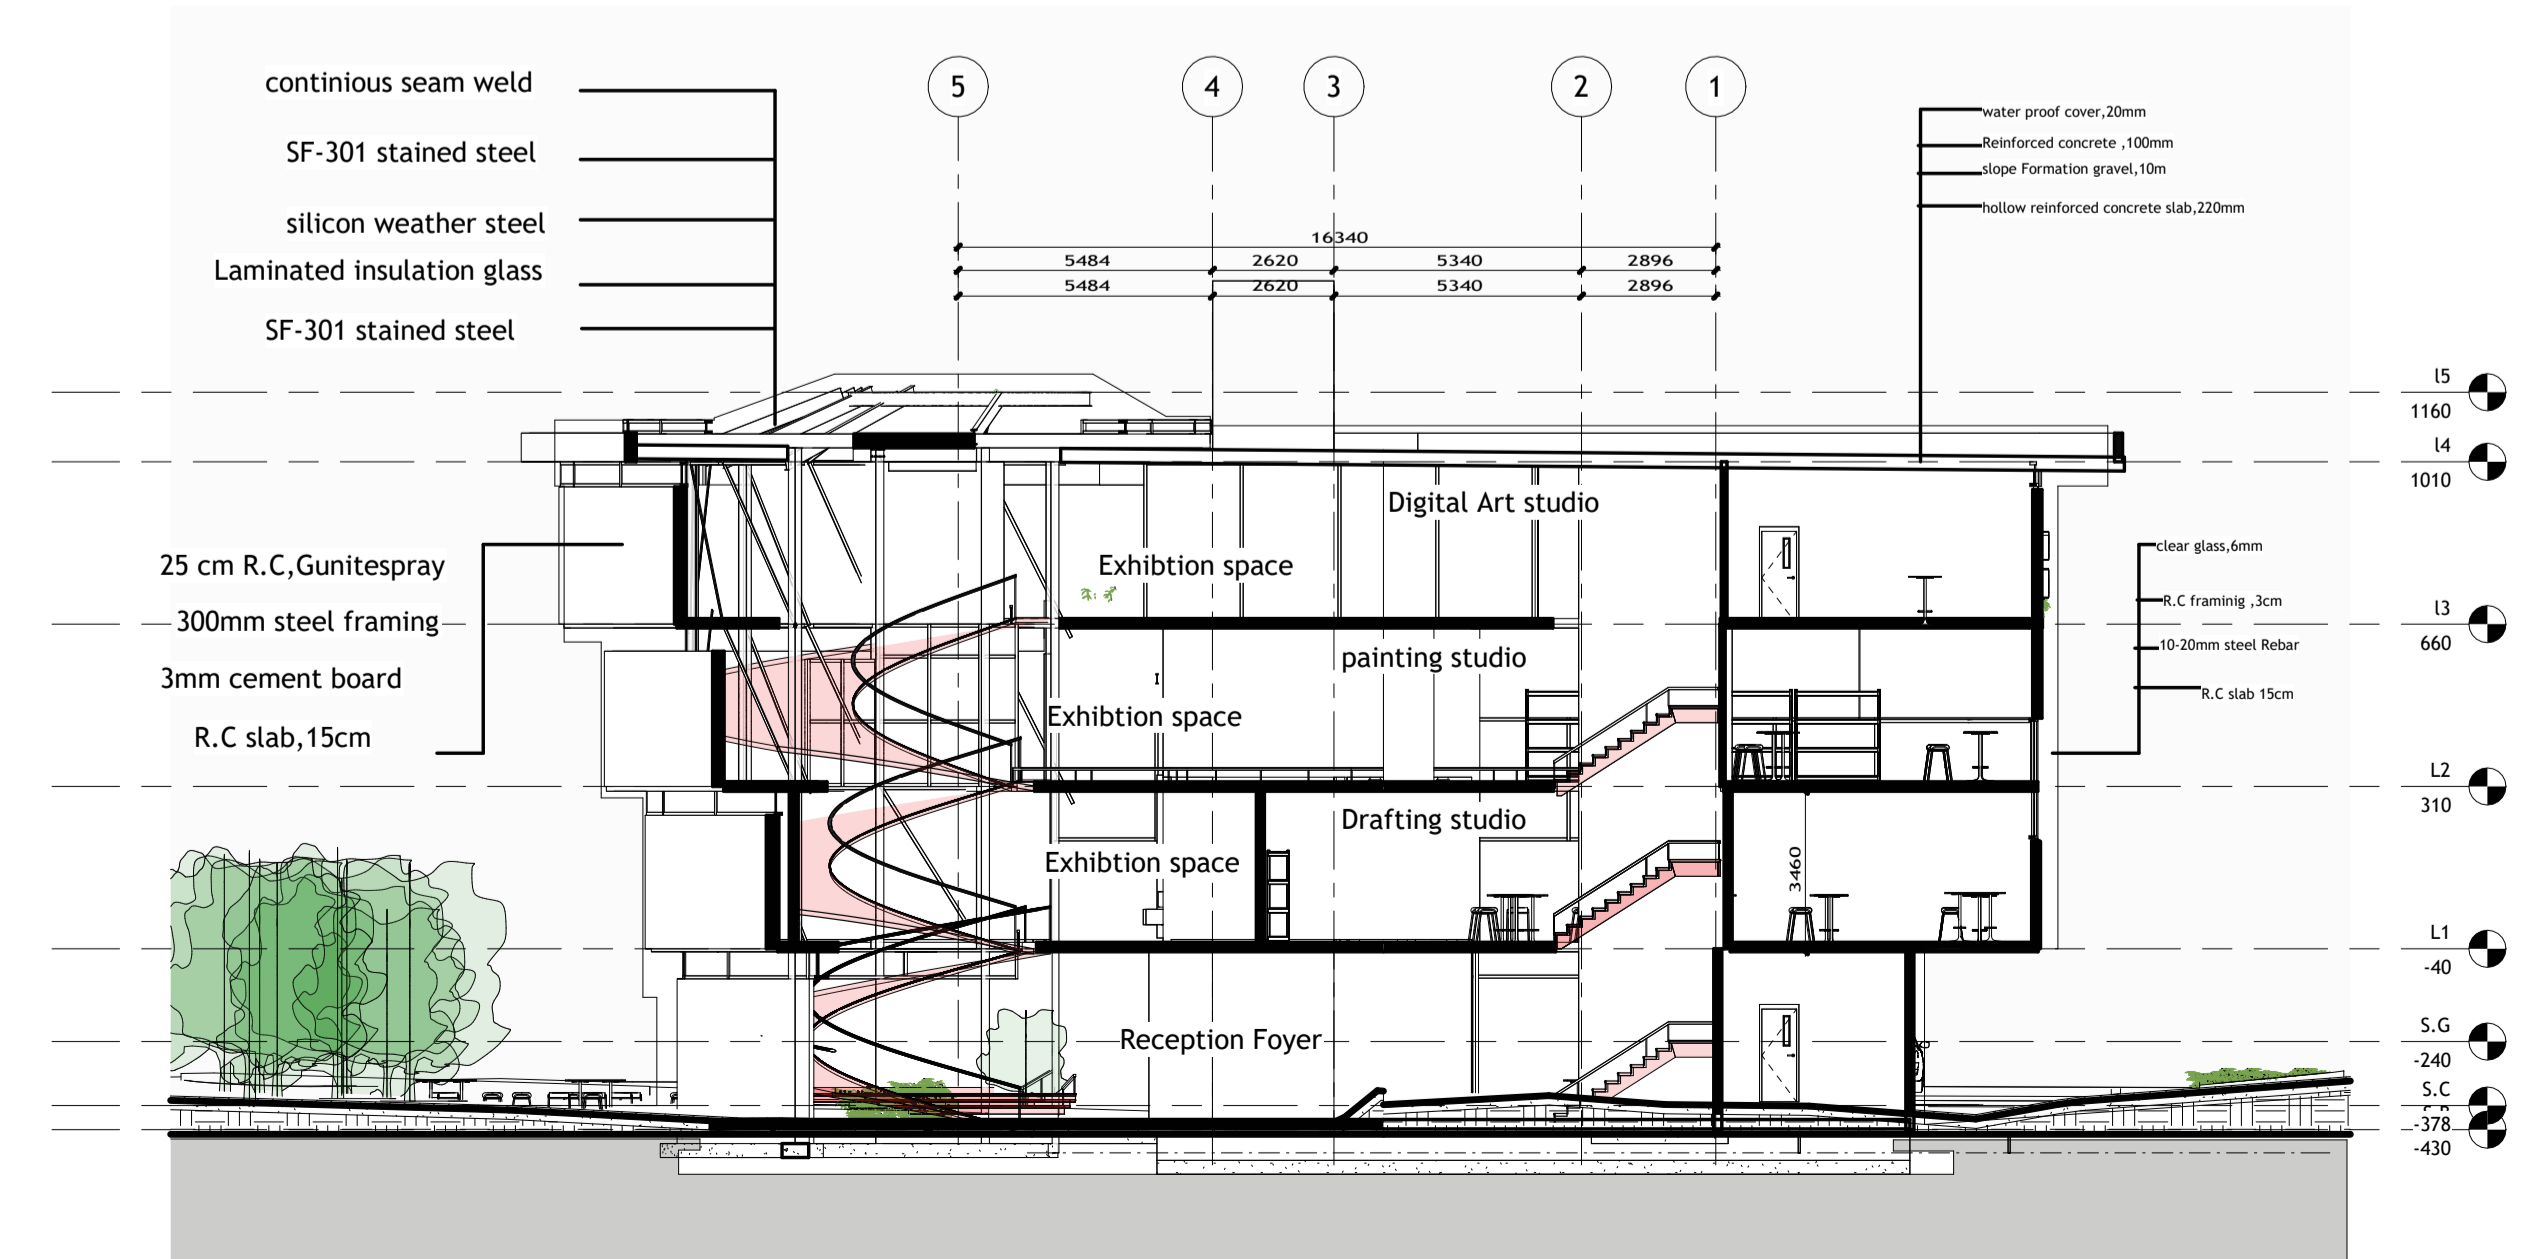 continious seam weld
SF-301 stained steel
silicon weather steel
Laminated insulation glass
SF-301 stained steel
5
4
3
2
1
16340
5484
2620
5340
2896
5484
2620
5340
2896
water proof cover,20mm
Reinforced concrete ,100mm
slope Formation gravel,10m
hollow reinforced concrete slab,220mm
l5
1160
l4
1010
Digital Art studio
Exhibtion space
25 cm R.C,Gunitespray
300mm steel framing
3mm cement board
R.C slab,15cm
clear glass,6mm
R.C framinig ,3cm
10-20mm steel Rebar
R.C slab 15cm
l3
660
painting studio
Exhibtion space
L2
310
Drafting studio
Exhibtion space
3460
L1
-40
Reception Foyer
S.G
-240
S.C
-378
-430